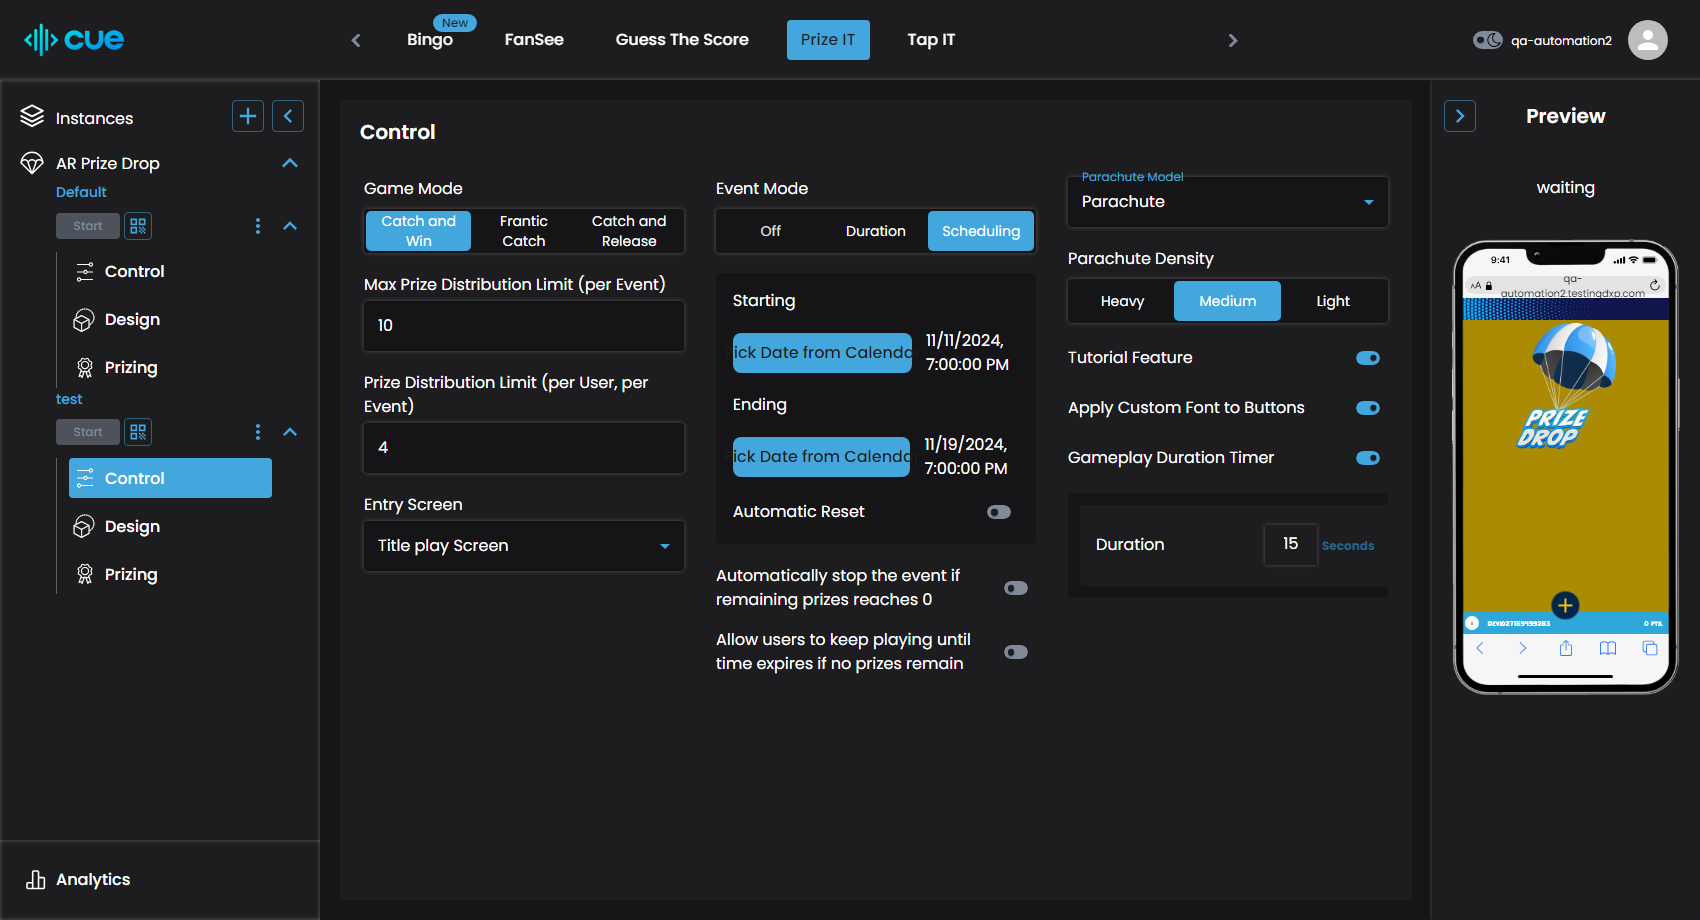 cue
New
Bingo
FanSee
Guess The Score
Prize IT
Tap IT
qa-automation2
Instances
AR Prize Drop
Default
Start
Control
Design
Prizing
test
Start
Control
Design
Prizing
Analytics
Control
Game Mode
Catch and
Win
Frantic
Catch
Catch and
Release
Max Prize Distribution Limit (per Event)
10
Prize Distribution Limit (per User, per
Event)
4
Entry Screen
Title play Screen
Event Mode
Off
Duration
Scheduling
Starting
ick Date from Calenda
11/11/2024,
7:00:00 PM
Ending
ick Date from Calenda
11/19/2024,
7:00:00 PM
Automatic Reset
Automatically stop the event if
remaining prizes reaches 0
Allow users to keep playing until
time expires if no prizes remain
Parachute Model
Parachute
Parachute Density
Heavy
Medium
Light
Tutorial Feature
Apply Custom Font to Buttons
Gameplay Duration Timer
Duration
15
Seconds
Preview
waiting
9:41
AA
qa-
automation2.testingdxp.com
PRIZE
DROP
0 PTS.